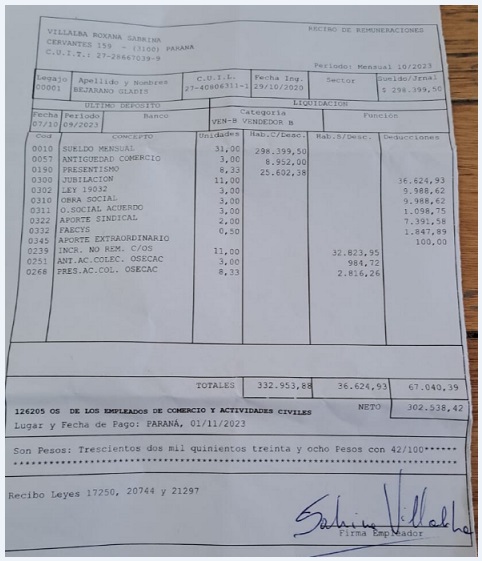 VILLALBA ROXANA SABRINA RECIBO DE REMUNERACIONES
CERVANTES 159 - (3100) PARANA
C.U.I.T.: 27-28667039-9
Periodo: Mensual 10/2023
Legajo Apellido y Nombres C.U.I.L. Fecha Ing. Sector Sueldo/Jrnal
00001 BEJARANO GLADIS 27-40806311-1 29/10/2020 $ 298.399,50
ULTIMO DEPOSITO LIQUIDACION
Fecha Periodo Banco Categoria Función
07/10 09/2023 VEN-B VENDEDOR B
Cod CONCEPTO Unidades Hab.C/Desc. Hab.S/Desc. Deducciones
0010 SUELDO MENSUAL 31,00 298.399,50
0057 ANTIGUEDAD COMERCIO 3,00 8.952,00
0190 PRESENTISMO 8,33 25.602,38
0300 JUBILACION 11,00 36.624,93
0302 LEY 19032 3,00 9.988,62
0310 OBRA SOCIAL 3,00 9.988,62
0311 O.SOCIAL ACUERDO 3,00 1.098,75
0322 APORTE SINDICAL 2,00 7.391,58
0332 FAECYS 0,50 1.847,89
0345 APORTE EXTRAORDINARIO 100,00
0239 INCR. NO REM. C/OS 11,00 32.823,95
0251 ANT.AC.COLEC. OSECAC 3,00 984,72
0268 PRES.AC.COL. OSECAC 8,33 2.816,26
TOTALES 332.953,88 36.624,93 67.040,39
126205 OS DE LOS EMPLEADOS DE COMERCIO Y ACTIVIDADES CIVILES NETO 302.538,42
Lugar y Fecha de Pago: PARANÁ, 01/11/2023
Son Pesos: Trescientos dos mil quinientos treinta y ocho Pesos con 42/100******
Recibo Leyes 17250, 20744 y 21297
Sabrina Villalba
Firma Empleador